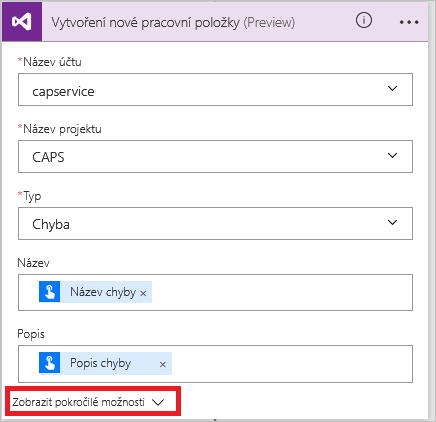 Vytvoření nové pracovní položky (Preview)
*Název účtu
capservice
*Název projektu
CAPS
*Typ
Chyba
Název
Název chyby ×
Popis
Popis chyby ×
Zobrazit pokročilé možnosti